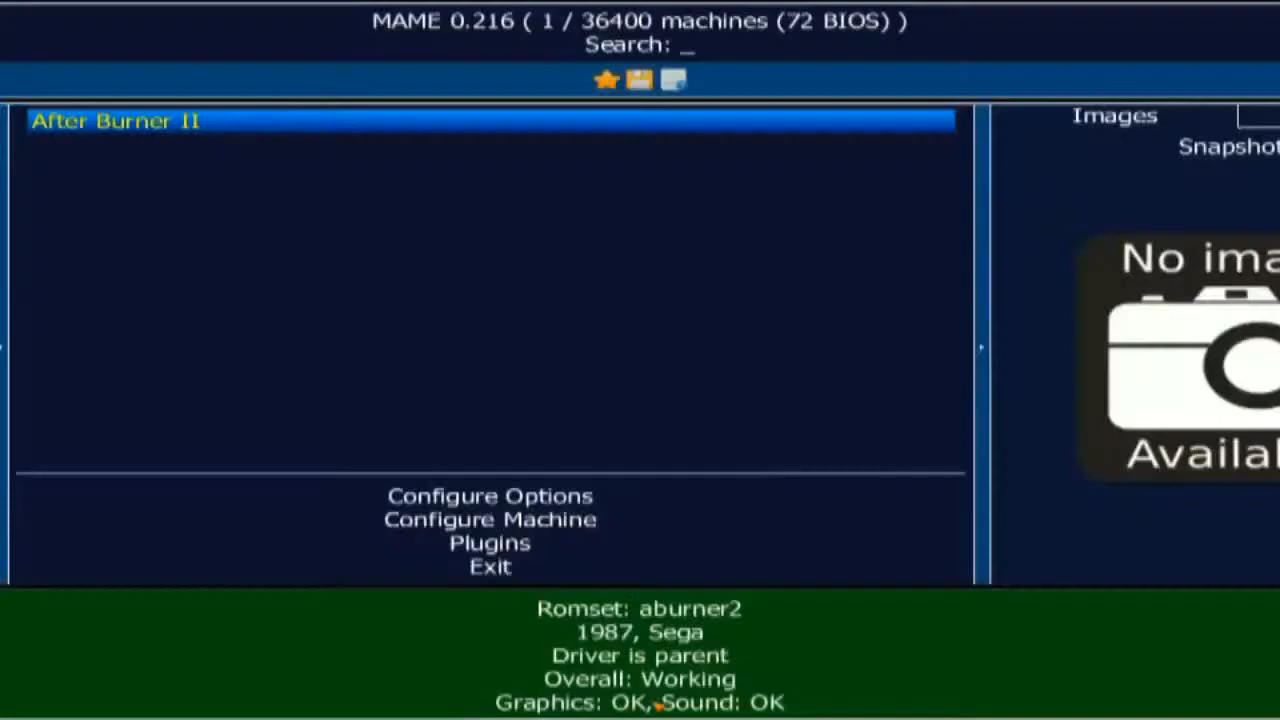 MAME 0.216 ( 1 / 36400 machines (72 BIOS) )
Search: _
After Burner II
Images
Snapshot
No ima
Availal
Configure Options
Configure Machine
Plugins
Exit
Romset: aburner2
1987, Sega
Driver is parent
Overall: Working
Graphics: OK, Sound: OK